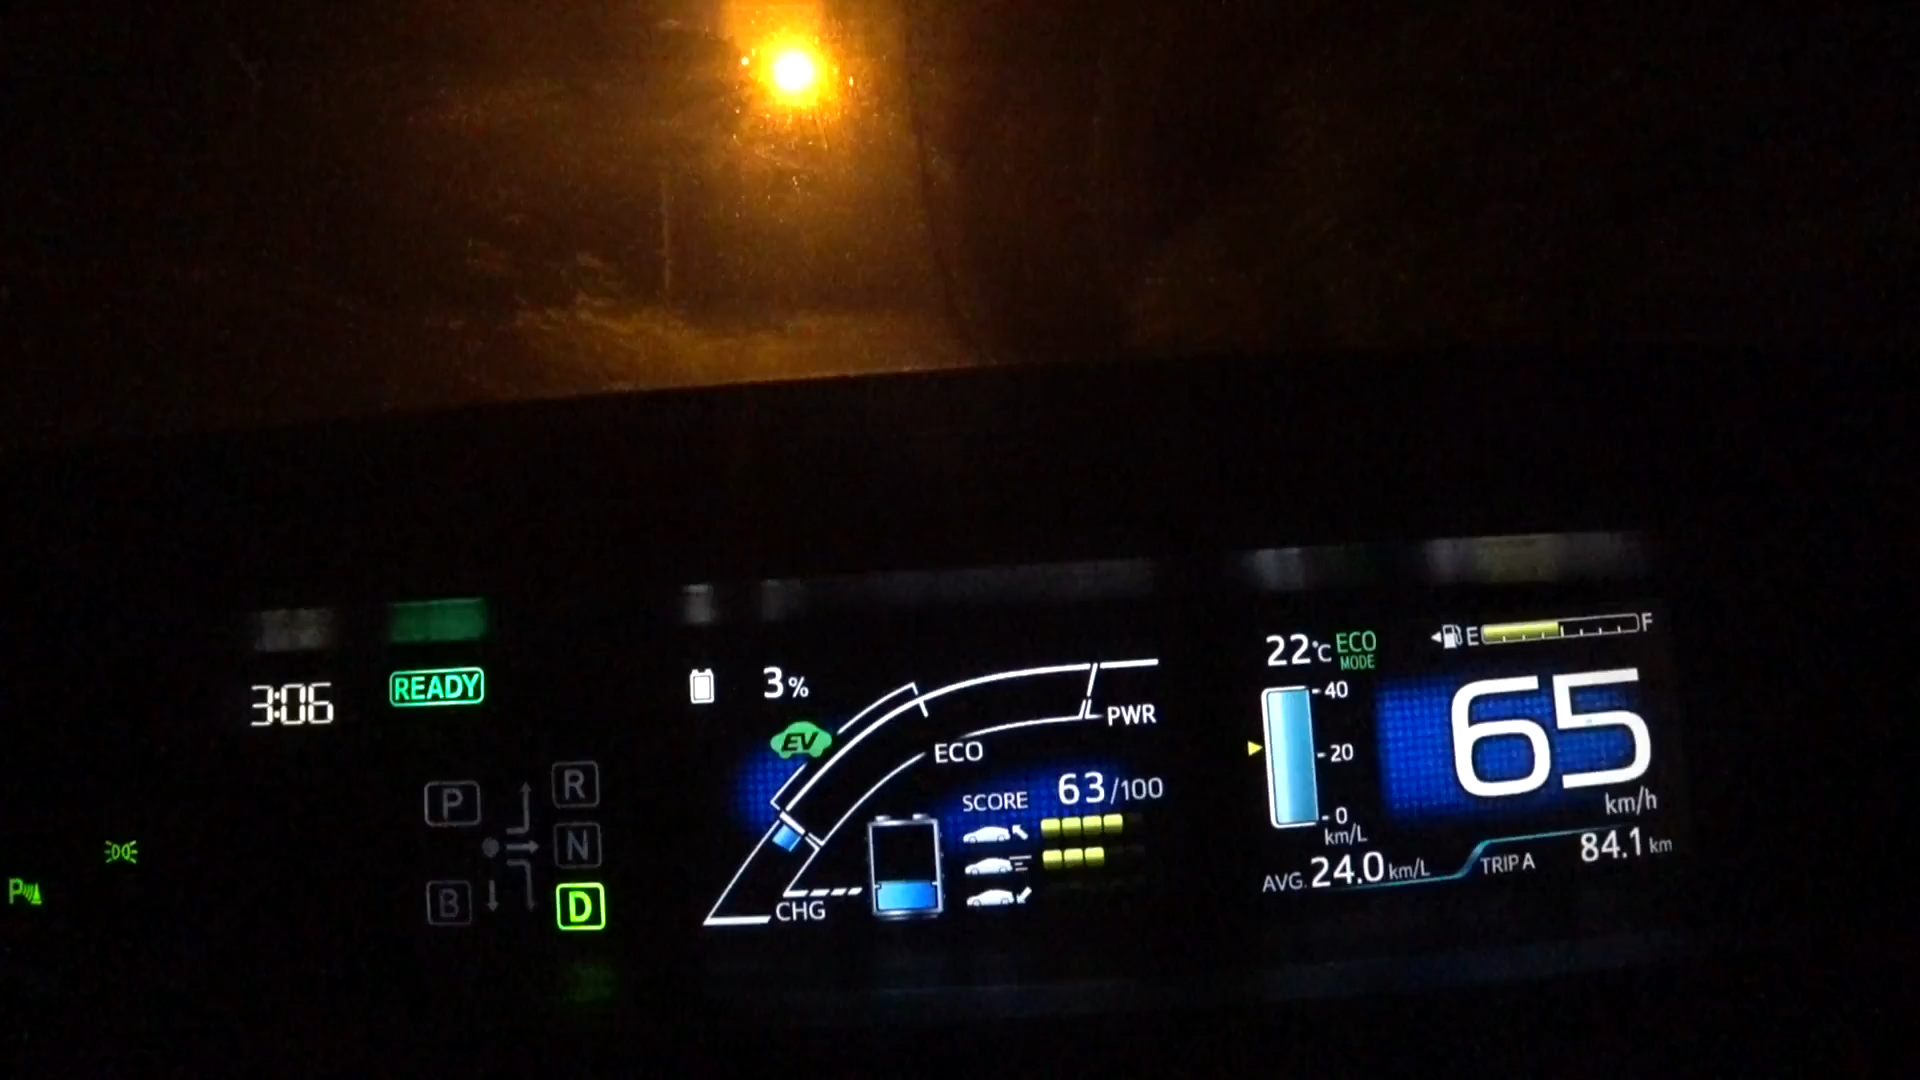 3:06
READY
P
R
N
B
D
P
3%
EV
ECO
PWR
CHG
SCORE 63/100
22°C ECO MODE
E F
40
20
0
km/L
65
km/h
AVG. 24.0 km/L
TRIP A 84.1 km